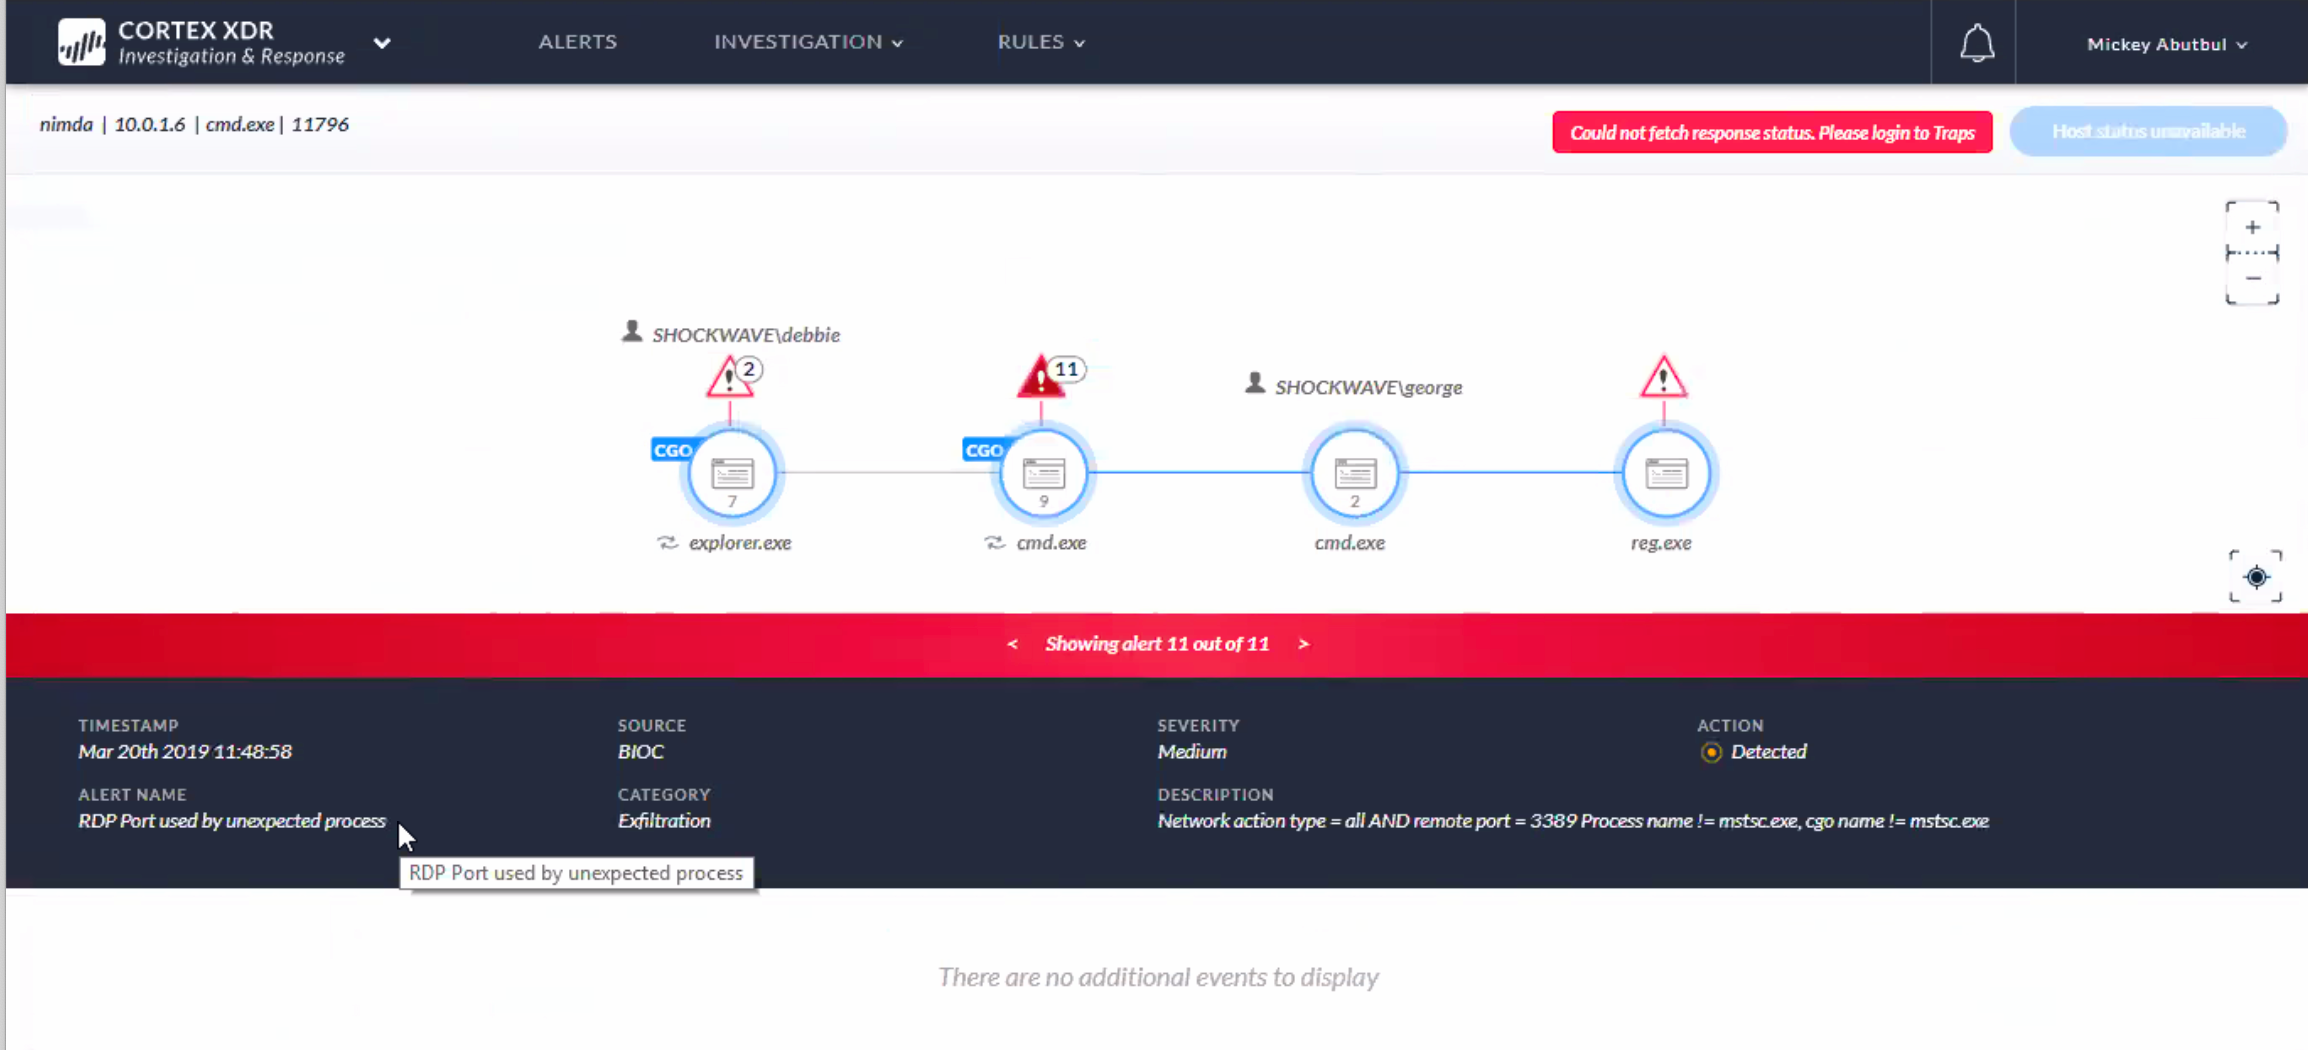 CORTEX XDR
Investigation & Response
ALERTS
INVESTIGATION
RULES
Mickey Abutbul
nimda | 10.0.1.6 | cmd.exe | 11796
Could not fetch response status. Please login to Traps
Host status unavailable
+
−
SHOCKWAVE\debbie
2
11
SHOCKWAVE\george
CGO
CGO
7
9
2
explorer.exe
cmd.exe
cmd.exe
reg.exe
< Showing alert 11 out of 11 >
TIMESTAMP
Mar 20th 2019 11:48:58
SOURCE
BIOC
SEVERITY
Medium
ACTION
Detected
ALERT NAME
RDP Port used by unexpected process
CATEGORY
Exfiltration
DESCRIPTION
Network action type = all AND remote port = 3389 Process name != mstsc.exe, cgo name != mstsc.exe
RDP Port used by unexpected process
There are no additional events to display